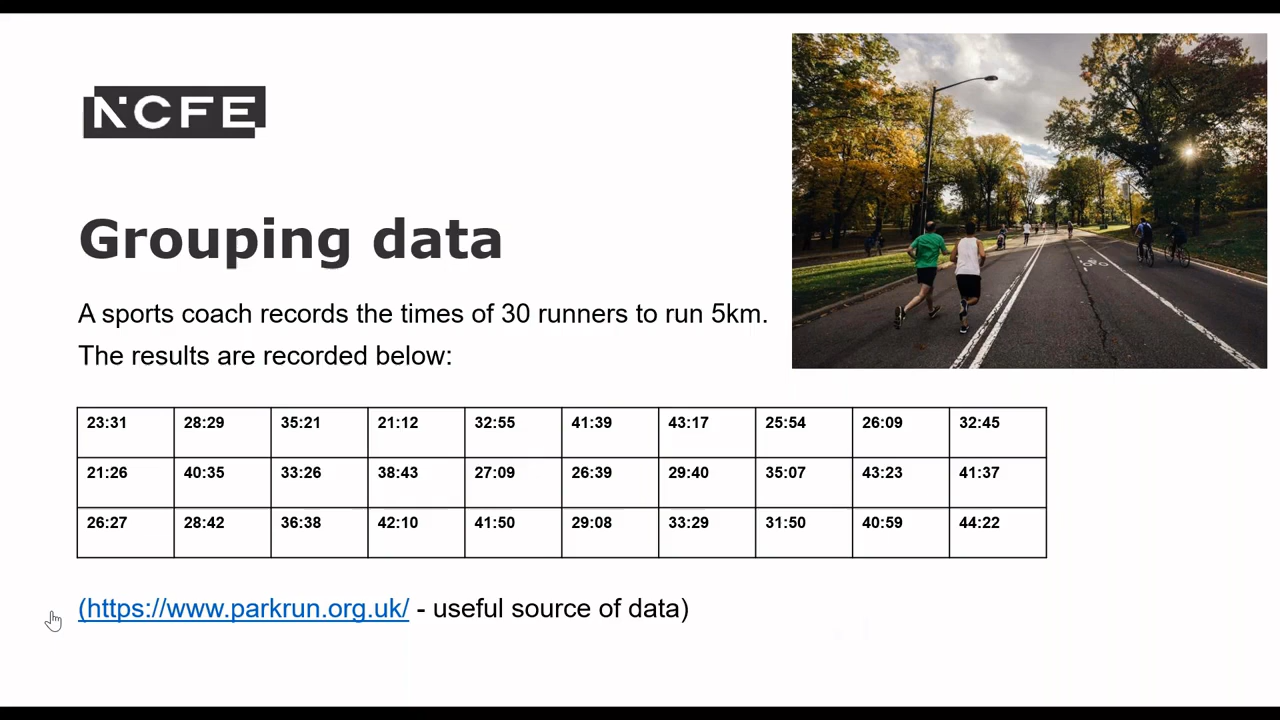 NCFE
Grouping data
A sports coach records the times of 30 runners to run 5km.
The results are recorded below:
23:31 28:29 35:21 21:12 32:55 41:39 43:17 25:54 26:09 32:45
21:26 40:35 33:26 38:43 27:09 26:39 29:40 35:07 43:23 41:37
26:27 28:42 36:38 42:10 41:50 29:08 33:29 31:50 40:59 44:22
(https://www.parkrun.org.uk/ - useful source of data)